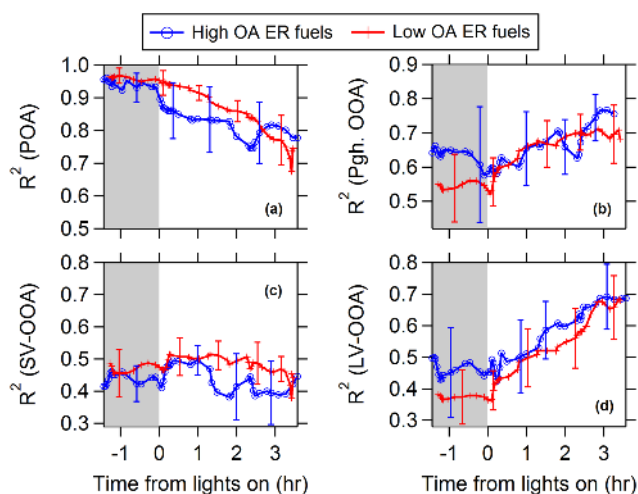 High OA ER fuels Low OA ER fuels
R² (POA)
1.0
0.9
0.8
0.7
0.6
0.5
(a)
R² (Pgh. OOA)
0.9
0.8
0.7
0.6
0.5
(b)
R² (SV-OOA)
0.8
0.7
0.6
0.5
0.4
0.3
(c)
-1 0 1 2 3
Time from lights on (hr)
R² (LV-OOA)
0.8
0.7
0.6
0.5
0.4
0.3
(d)
-1 0 1 2 3
Time from lights on (hr)